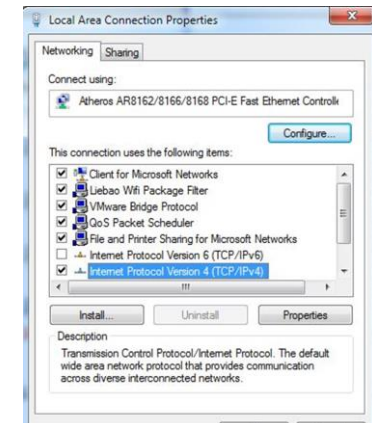 Local Area Connection Properties
Networking
Sharing
Connect using:
Atheros AR8162/8166/8168 PCI-E Fast Ethernet Controlle
Configure...
This connection uses the following items:
Client for Microsoft Networks
Liebao Wifi Package Filter
VMware Bridge Protocol
QoS Packet Scheduler
File and Printer Sharing for Microsoft Networks
Internet Protocol Version 6 (TCP/IPv6)
Internet Protocol Version 4 (TCP/IPv4)
Install...
Uninstall
Properties
Description
Transmission Control Protocol/Internet Protocol. The default
wide area network protocol that provides communication
across diverse interconnected networks.